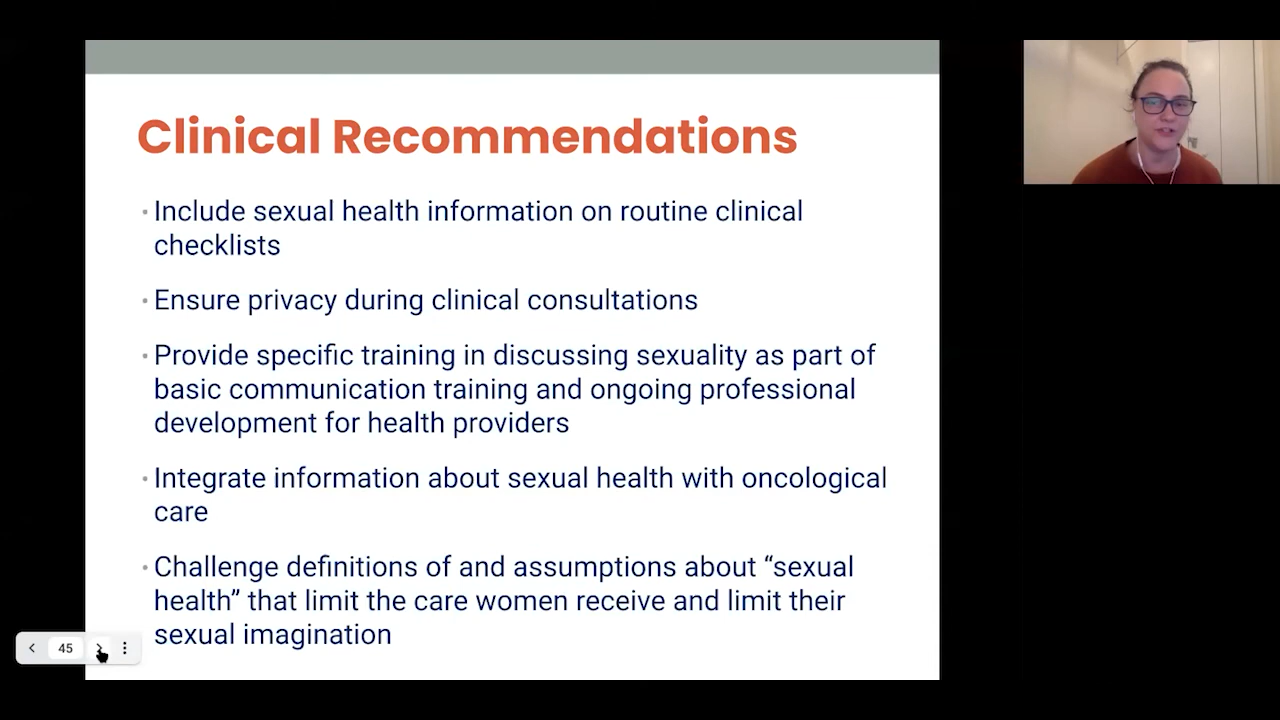 Clinical Recommendations
· Include sexual health information on routine clinical
checklists
· Ensure privacy during clinical consultations
· Provide specific training in discussing sexuality as part of
basic communication training and ongoing professional
development for health providers
· Integrate information about sexual health with oncological
care
· Challenge definitions of and assumptions about “sexual
health” that limit the care women receive and limit their
sexual imagination
45